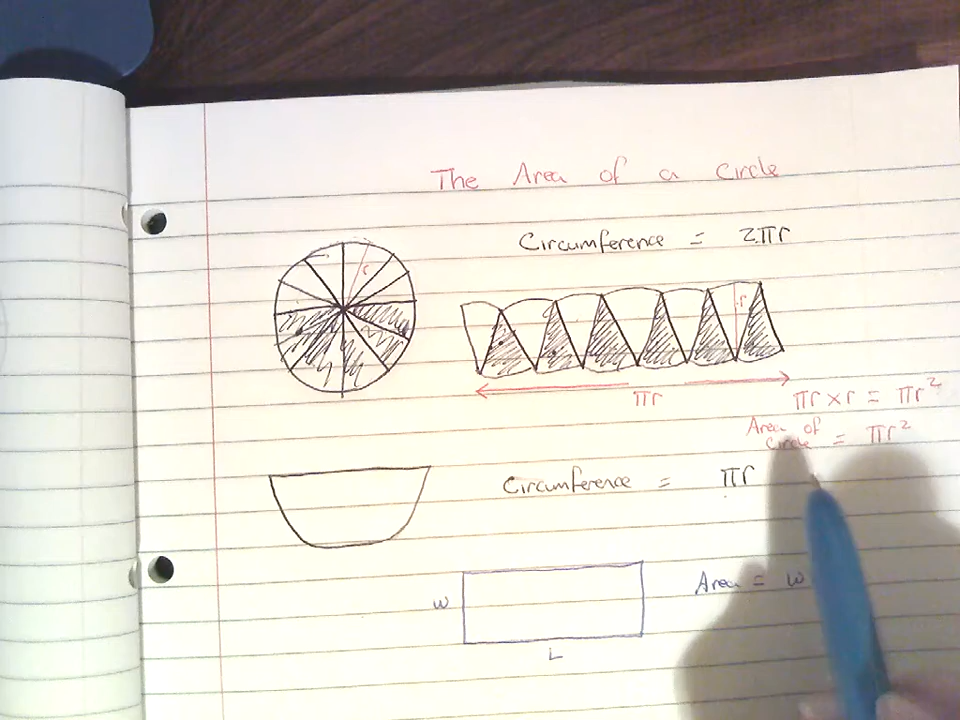 The Area of a Circle
Circumference = 2πr
r
r
πr
πr × r = πr²
Area of
Circle = πr²
Circumference = πr
w
Area = w
L